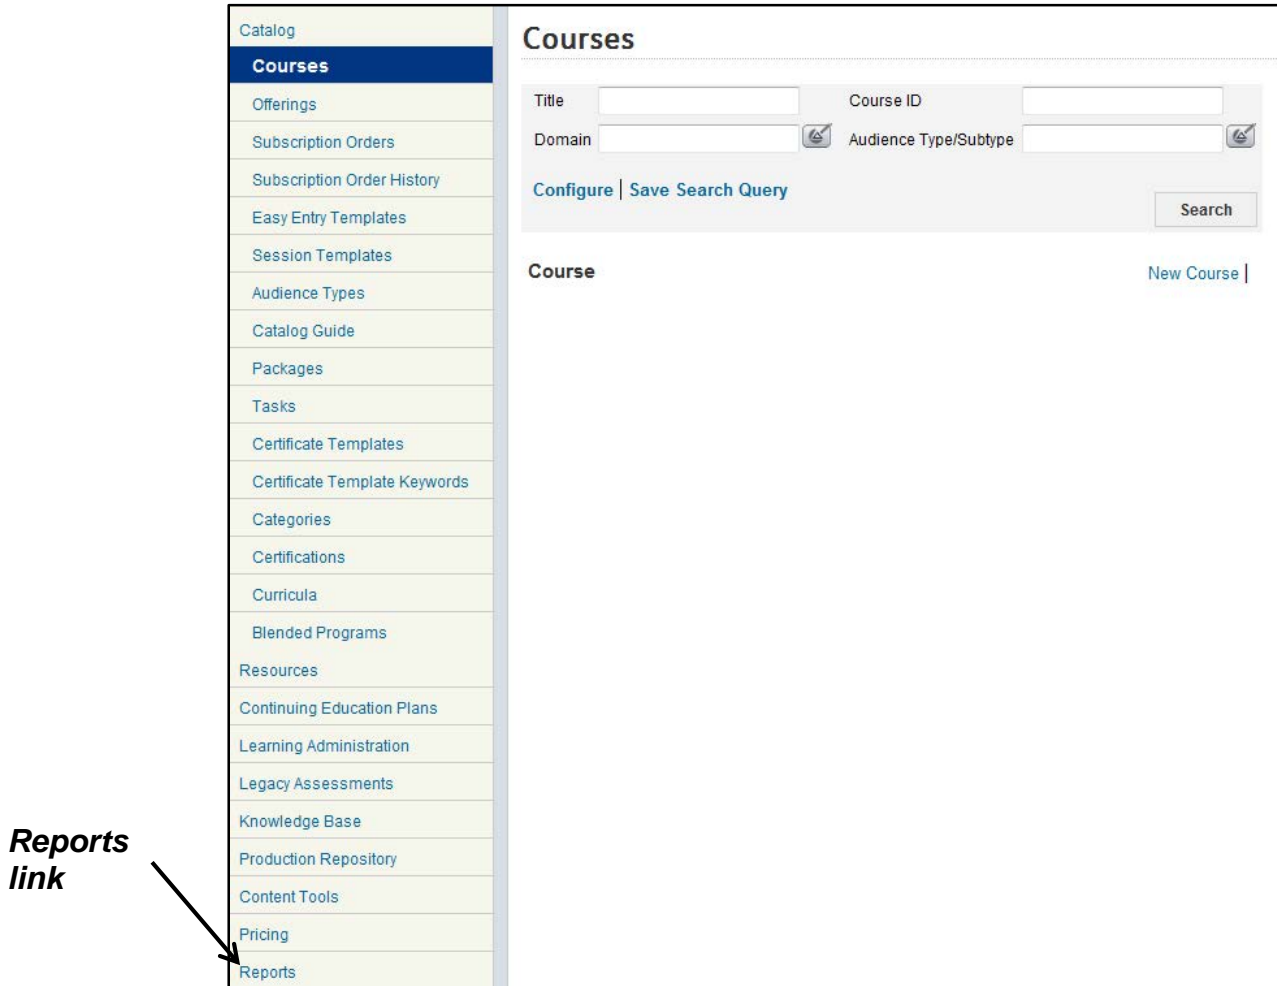 Catalog
Courses
Offerings
Subscription Orders
Subscription Order History
Easy Entry Templates
Session Templates
Audience Types
Catalog Guide
Packages
Tasks
Certificate Templates
Certificate Template Keywords
Categories
Certifications
Curricula
Blended Programs
Resources
Continuing Education Plans
Learning Administration
Legacy Assessments
Knowledge Base
Production Repository
Content Tools
Pricing
Reports
Reports
link
Courses
Title Course ID
Domain Audience Type/Subtype
Configure | Save Search Query
Search
Course New Course |